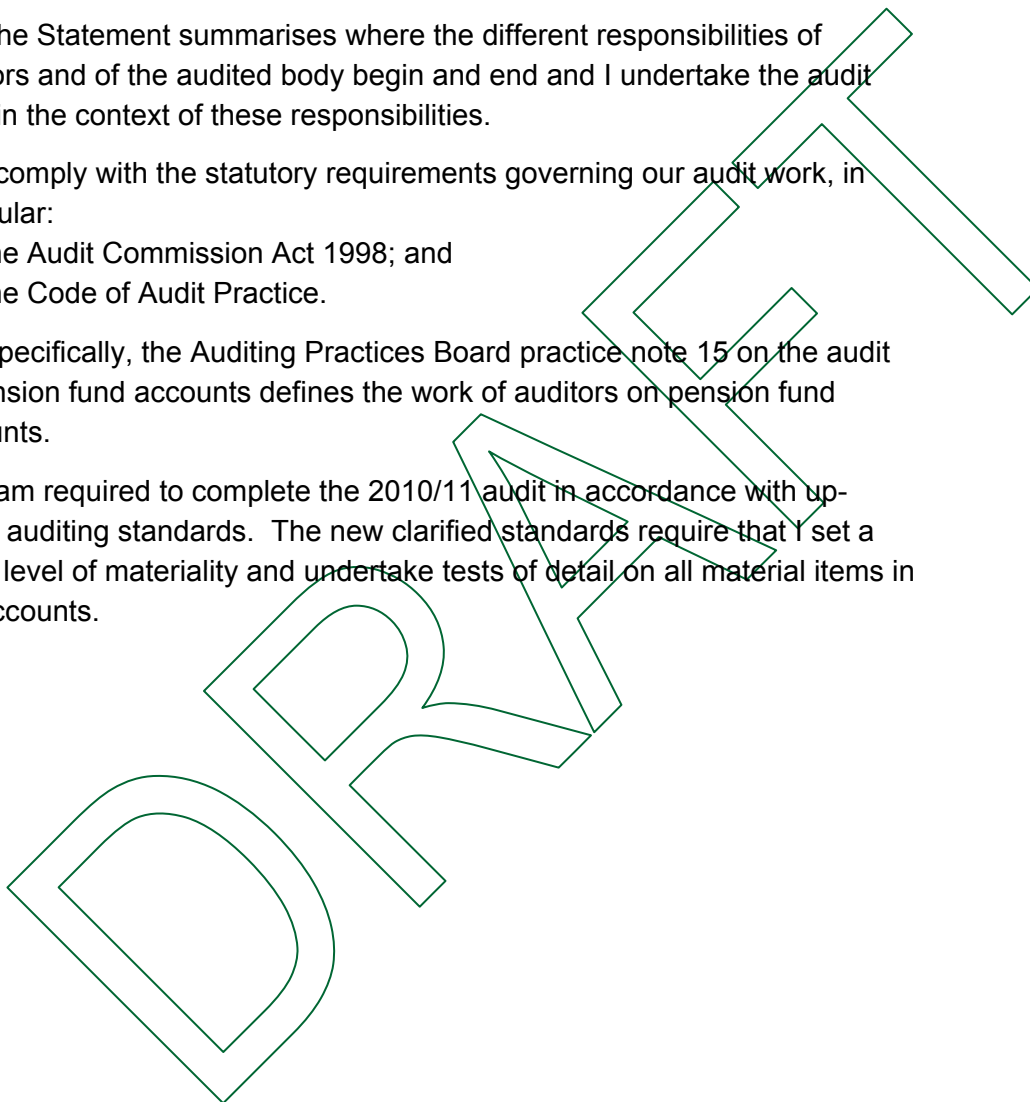 he Statement summarises where the different responsibilities of
ors and of the audited body begin and end and I undertake the audit
in the context of these responsibilities.
comply with the statutory requirements governing our audit work, in
ular:
e Audit Commission Act 1998; and
e Code of Audit Practice.
pecifically, the Auditing Practices Board practice note 15 on the audit
nsion fund accounts defines the work of auditors on pension fund
unts.
am required to complete the 2010/11 audit in accordance with up-
auditing standards.  The new clarified standards require that I set a
level of materiality and undertake tests of detail on all material items in
ccounts.
DRAFT